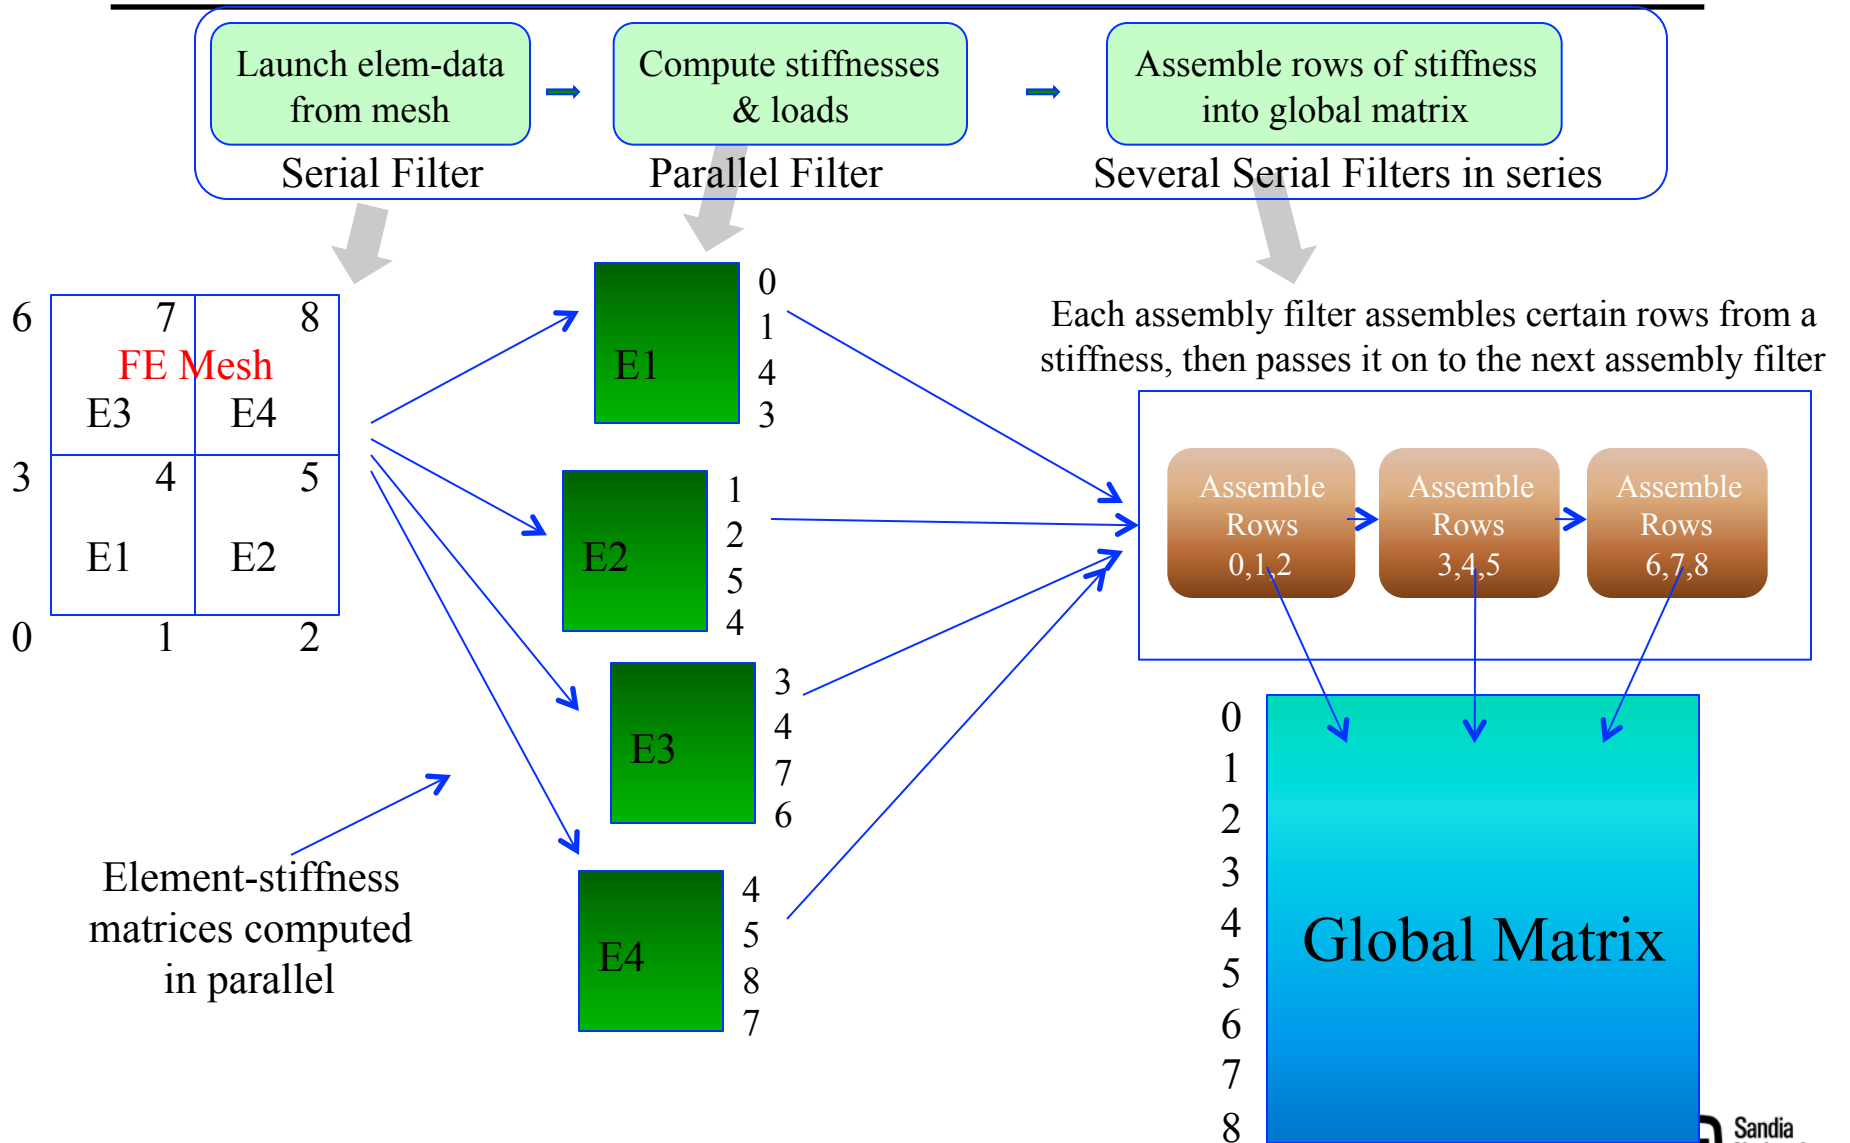 Launch elem-data
from mesh
Compute stiffnesses
& loads
Assemble rows of stiffness
into global matrix
Serial Filter
Parallel Filter
Several Serial Filters in series
6
7
8
FE Mesh
E3
E4
3
4
5
E1
E2
0
1
2
E1
0
1
4
3
E2
1
2
5
4
E3
3
4
7
6
E4
4
5
8
7
Element-stiffness
matrices computed
in parallel
Each assembly filter assembles certain rows from a
stiffness, then passes it on to the next assembly filter
Assemble
Rows
0,1,2
Assemble
Rows
3,4,5
Assemble
Rows
6,7,8
0
1
2
3
4
5
6
7
8
Global Matrix
Sandia